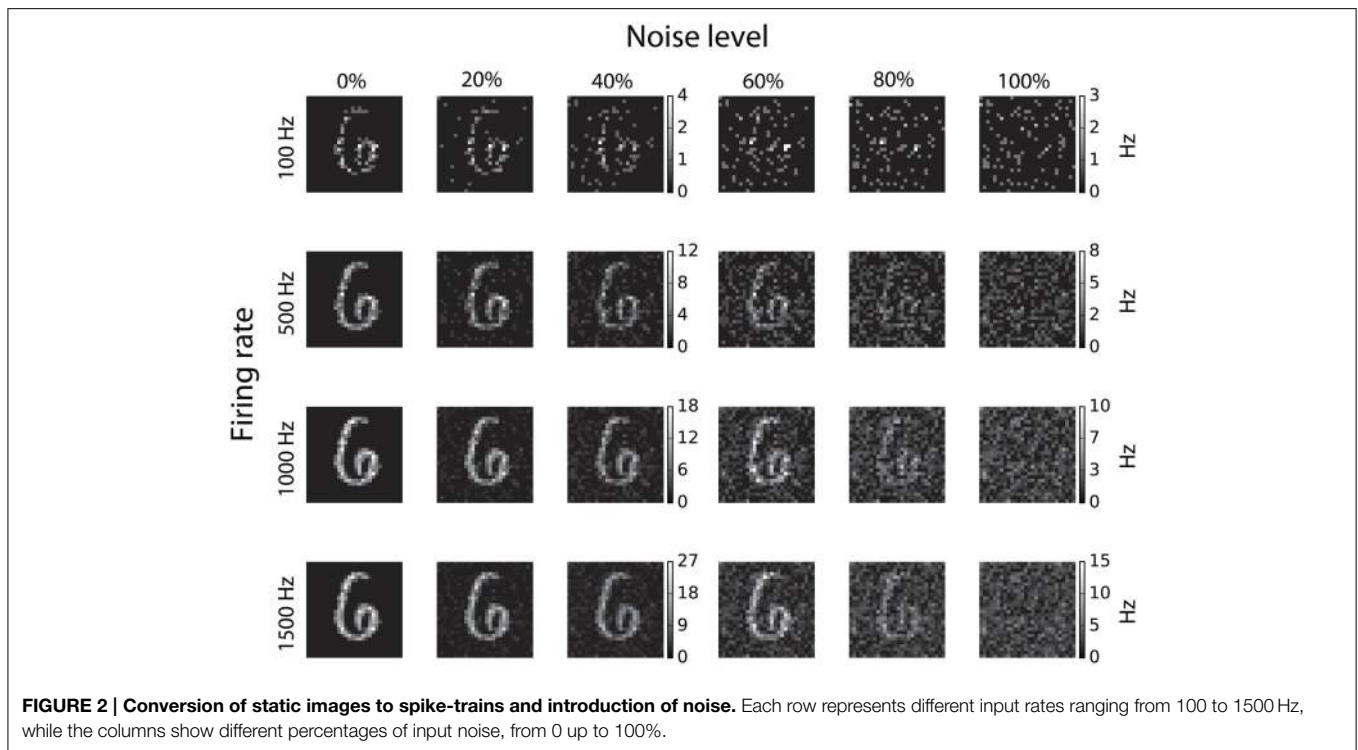 Noise level
0% 20% 40% 60% 80% 100%
Firing rate
100 Hz
4
2
1
0
3
2
1
0
Hz
500 Hz
12
8
4
0
8
5
2
0
Hz
1000 Hz
18
12
6
0
10
7
3
0
Hz
1500 Hz
27
18
9
0
15
10
5
0
Hz
FIGURE 2 | Conversion of static images to spike-trains and introduction of noise. Each row represents different input rates ranging from 100 to 1500 Hz,
while the columns show different percentages of input noise, from 0 up to 100%.